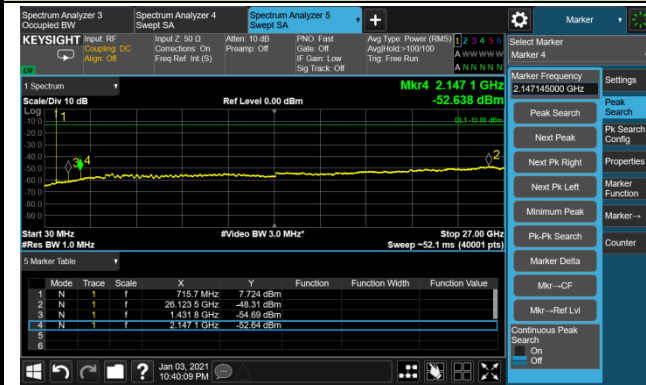 Spectrum Analyzer 3
Occupied BW
Spectrum Analyzer 4
Swept SA
Spectrum Analyzer 5
Swept SA
+
Marker
KEYSIGHT
Input: RF
Coupling: DC
Align: Off
Input Z: 50 Ω
Corrections: On
Freq Ref: Int (S)
Atten: 10 dB
Preamp: Off
PNO: Fast
Gate: Off
IF Gain: Low
Sig Track: Off
Avg Type: Power (RMS)
Avg|Hold:>100/100
Trig: Free Run
1 2 3 4 5 6
A W W W W W
A N N N N N
LV
Select Marker
Marker 4
Marker Frequency
2.147145000 GHz
Settings
Peak Search
Next Peak
Next Pk Right
Next Pk Left
Minimum Peak
Pk-Pk Search
Marker Delta
Mkr→CF
Mkr→Ref Lvl
Continuous Peak
Search
On
Off
Peak
Search
Pk Search
Config
Properties
Marker
Function
Marker→
Counter
1 Spectrum
Scale/Div 10 dB
Ref Level 0.00 dBm
Mkr4 2.147 1 GHz
-52.638 dBm
Log
DL1 -13.00 dBm
-10.0
-20.0
-30.0
-40.0
-50.0
-60.0
-70.0
-80.0
-90.0
1
3
4
2
Start 30 MHz
#Res BW 1.0 MHz
#Video BW 3.0 MHz*
Stop 27.00 GHz
Sweep ~52.1 ms (40001 pts)
5 Marker Table
Mode Trace Scale X Y Function Function Width Function Value
1 N 1 f 715.7 MHz 7.724 dBm
2 N 1 f 26.123 5 GHz -48.31 dBm
3 N 1 f 1.431 8 GHz -54.69 dBm
4 N 1 f 2.147 1 GHz -52.64 dBm
5
6
?
Jan 03, 2021
10:40:09 PM